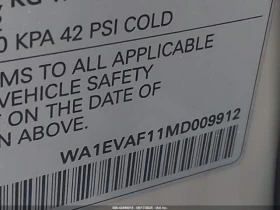 0 KPA 42 PSI COLD
MS TO ALL APPLICABLE
VEHICLE SAFETY
T ON THE DATE OF
N ABOVE.
WA1EVAF11MD009912